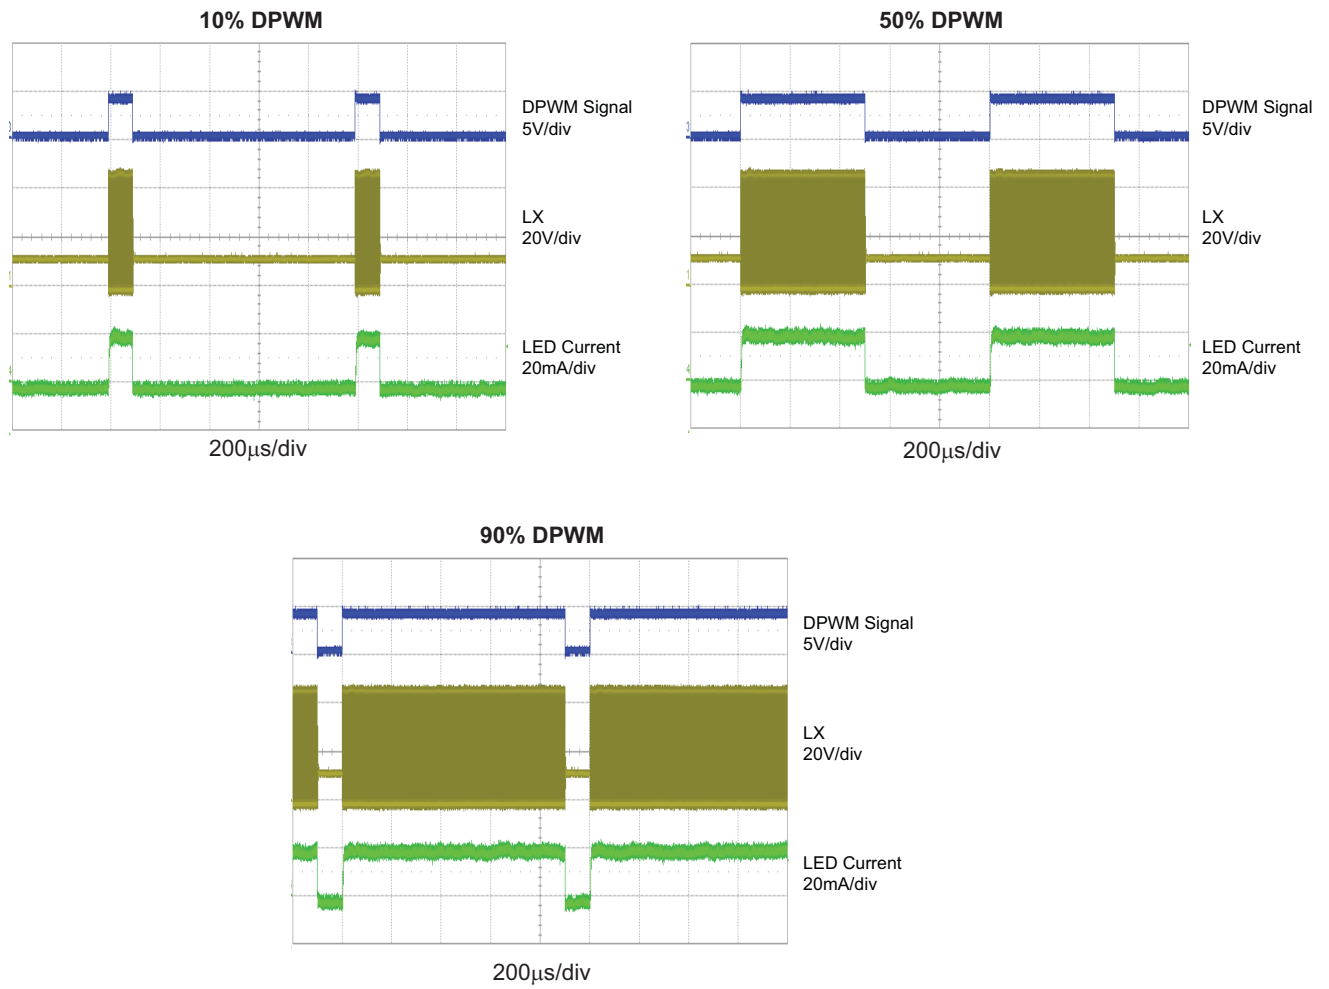 10% DPWM
DPWM Signal
5V/div
LX
20V/div
LED Current
20mA/div
200μs/div
50% DPWM
DPWM Signal
5V/div
LX
20V/div
LED Current
20mA/div
200μs/div
90% DPWM
DPWM Signal
5V/div
LX
20V/div
LED Current
20mA/div
200μs/div